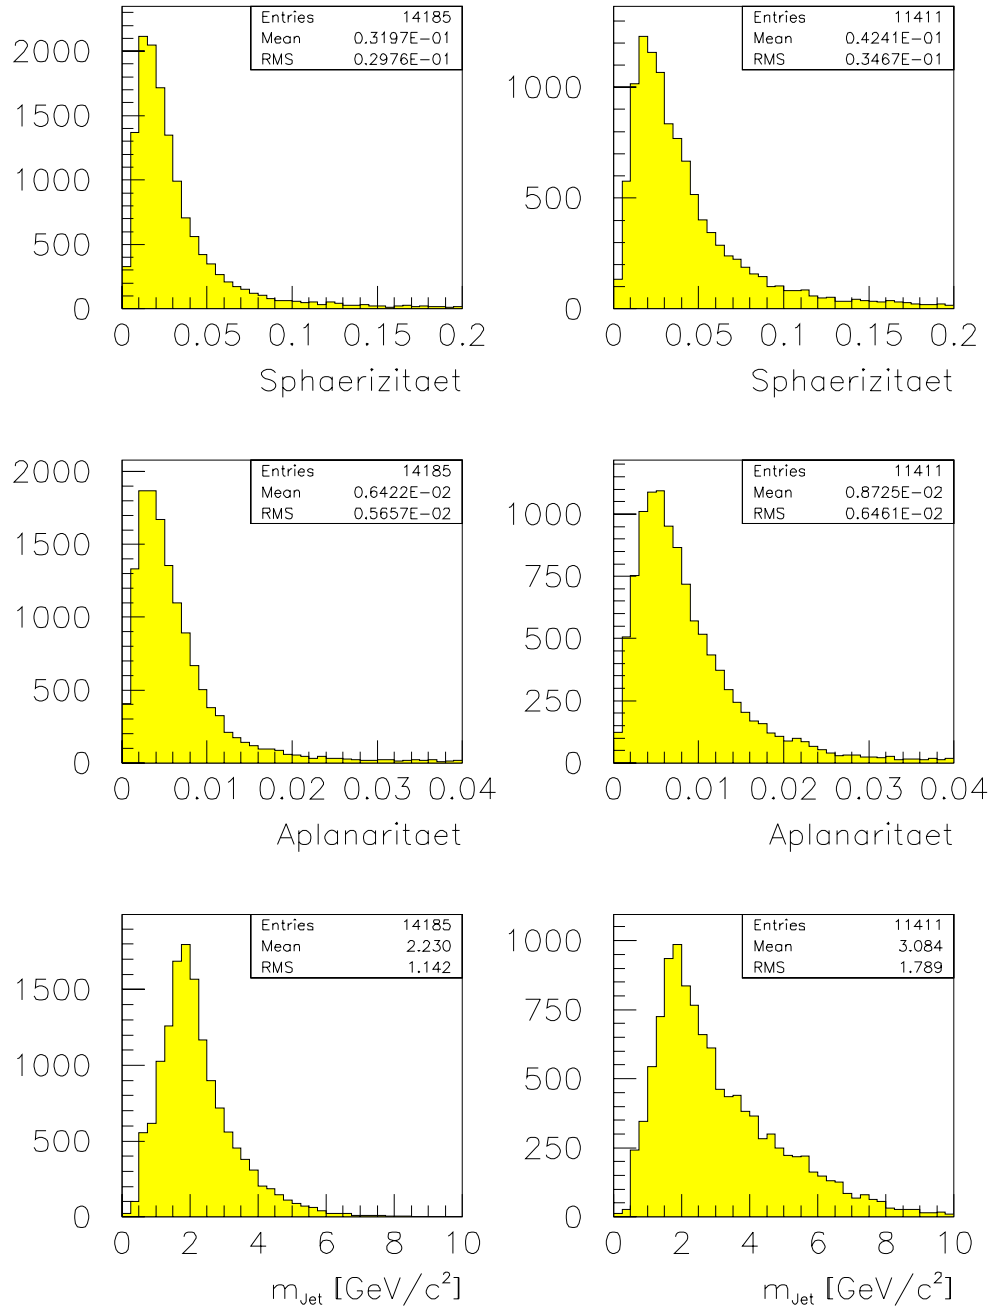 Entries 14185
Mean 0.3197E-01
RMS 0.2976E-01
2000
1500
1000
500
0
0 0.05 0.1 0.15 0.2
Sphaerizitaet
Entries 11411
Mean 0.4241E-01
RMS 0.3467E-01
1000
500
0
0 0.05 0.1 0.15 0.2
Sphaerizitaet
Entries 14185
Mean 0.6422E-02
RMS 0.5657E-02
2000
1500
1000
500
0
0 0.01 0.02 0.03 0.04
Aplanaritaet
Entries 11411
Mean 0.8725E-02
RMS 0.6461E-02
1000
750
500
250
0
0 0.01 0.02 0.03 0.04
Aplanaritaet
Entries 14185
Mean 2.230
RMS 1.142
1500
1000
500
0
0 2 4 6 8 10
m_Jet [GeV/c²]
Entries 11411
Mean 3.084
RMS 1.789
1000
750
500
250
0
0 2 4 6 8 10
m_Jet [GeV/c²]